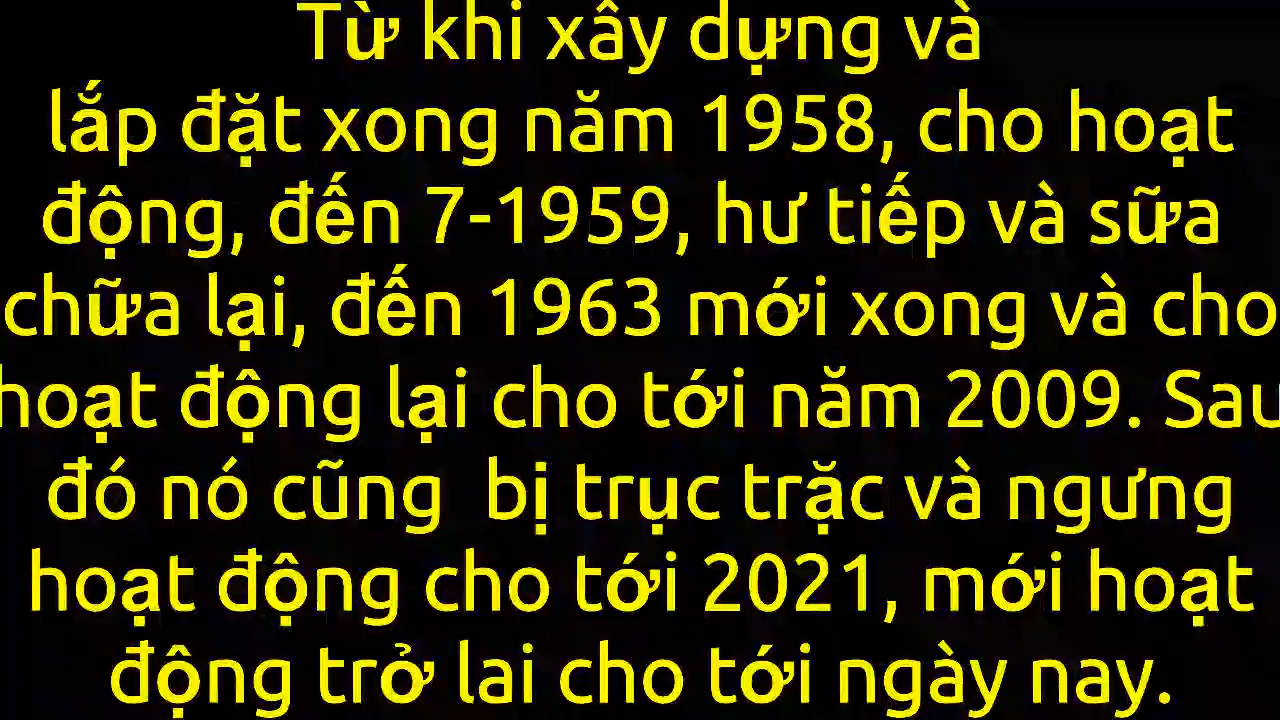 Từ khi xây dựng và
lắp đặt xong năm 1958, cho hoạt
động, đến 7-1959, hư tiếp và sữa
chữa lại, đến 1963 mới xong và cho
hoạt động lại cho tới năm 2009. Sau
đó nó cũng  bị trục trặc và ngưng
hoạt động cho tới 2021, mới hoạt
động trở lai cho tới ngày nay.